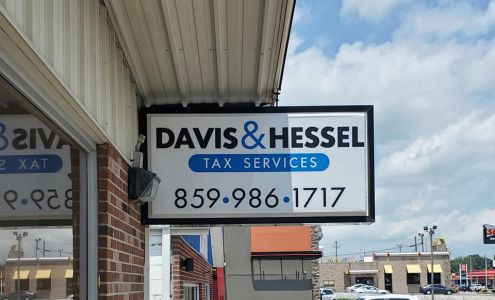 DAVIS & HESSEL
TAX SERVICES
859•986•1717